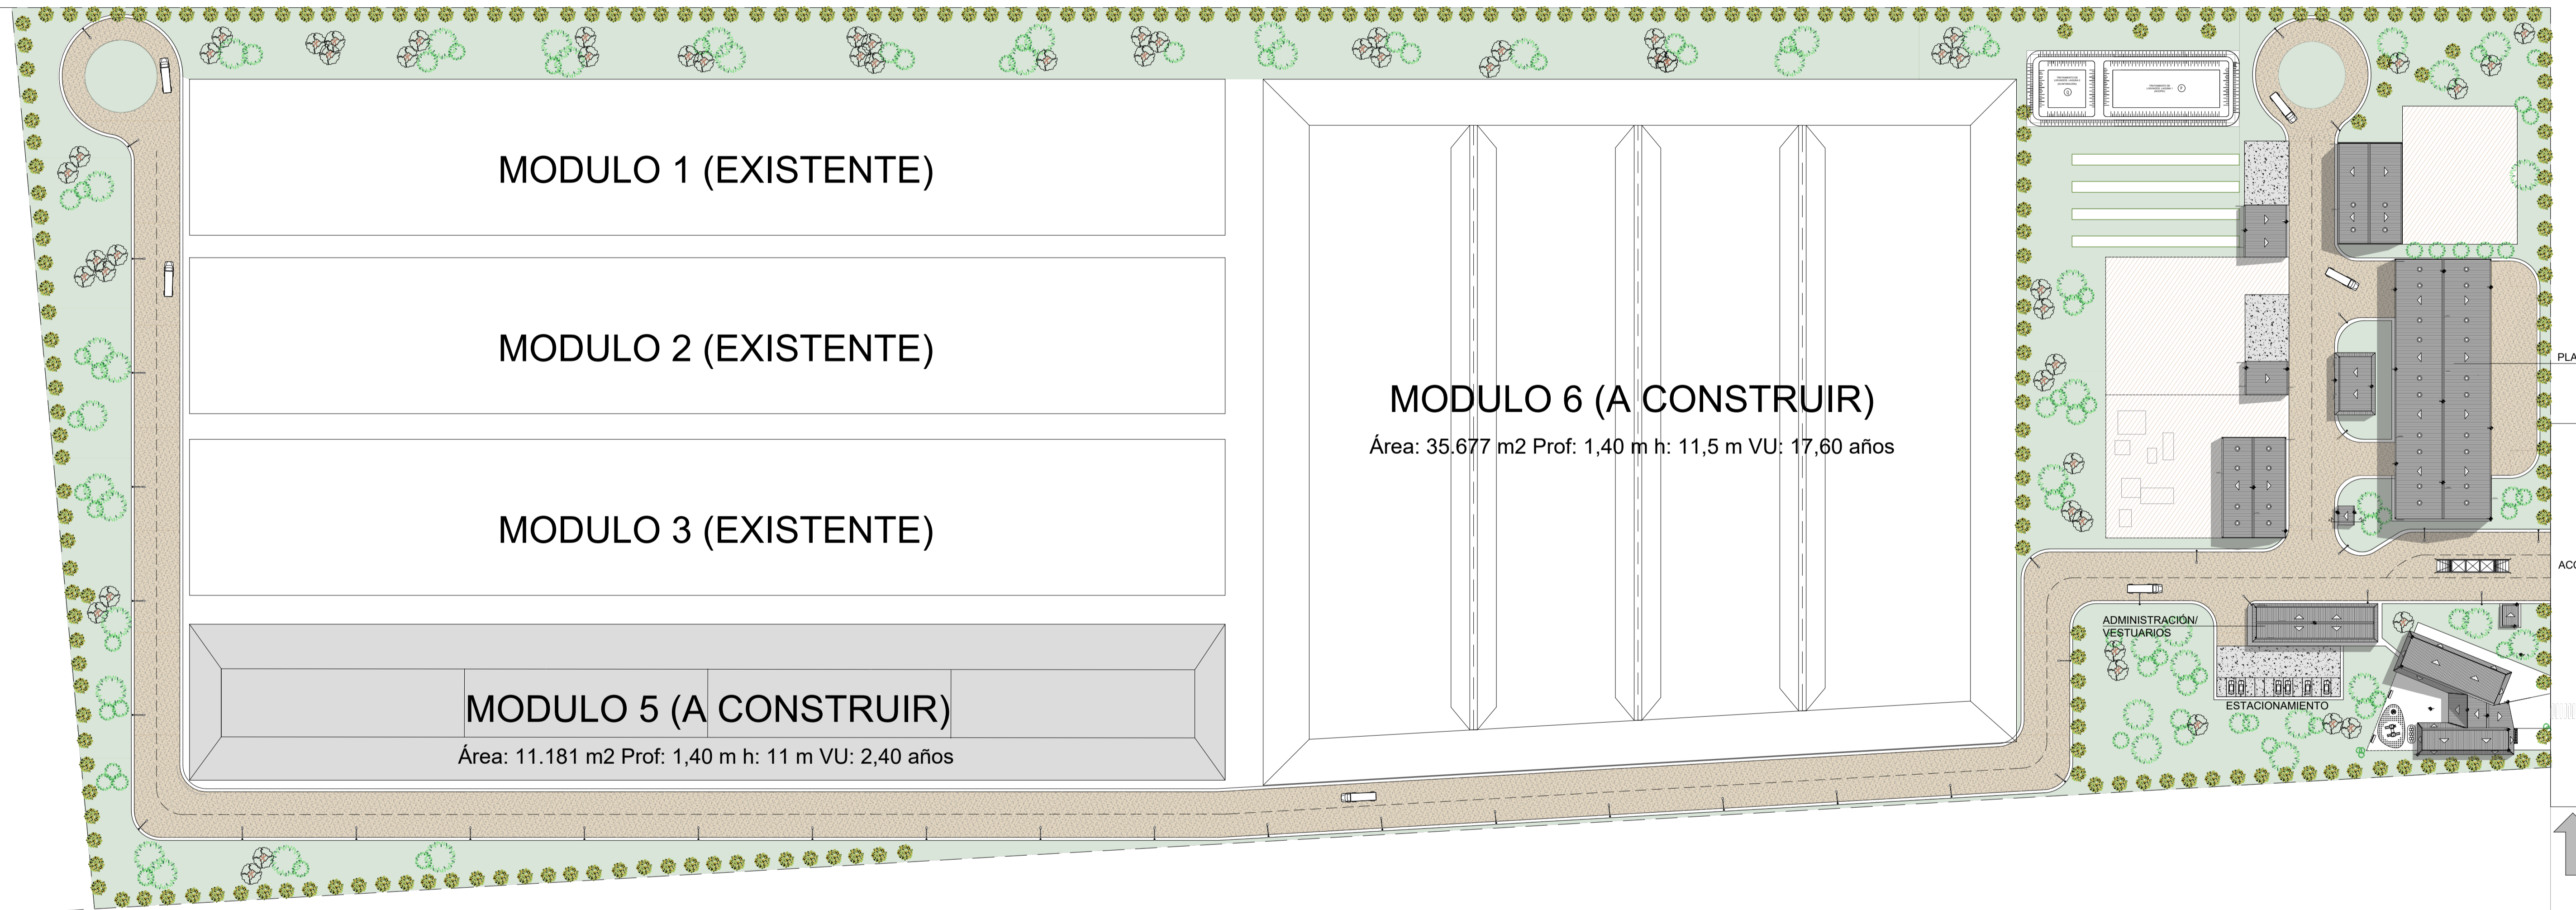 MODULO 1 (EXISTENTE)
MODULO 2 (EXISTENTE)
MODULO 3 (EXISTENTE)
MODULO 5 (A CONSTRUIR)
Área: 11.181 m2 Prof: 1,40 m h: 11 m VU: 2,40 años
MODULO 6 (A CONSTRUIR)
Área: 35.677 m2 Prof: 1,40 m h: 11,5 m VU: 17,60 años
PLA
ACC
ADMINISTRACIÓN/
VESTUARIOS
ESTACIONAMIENTO